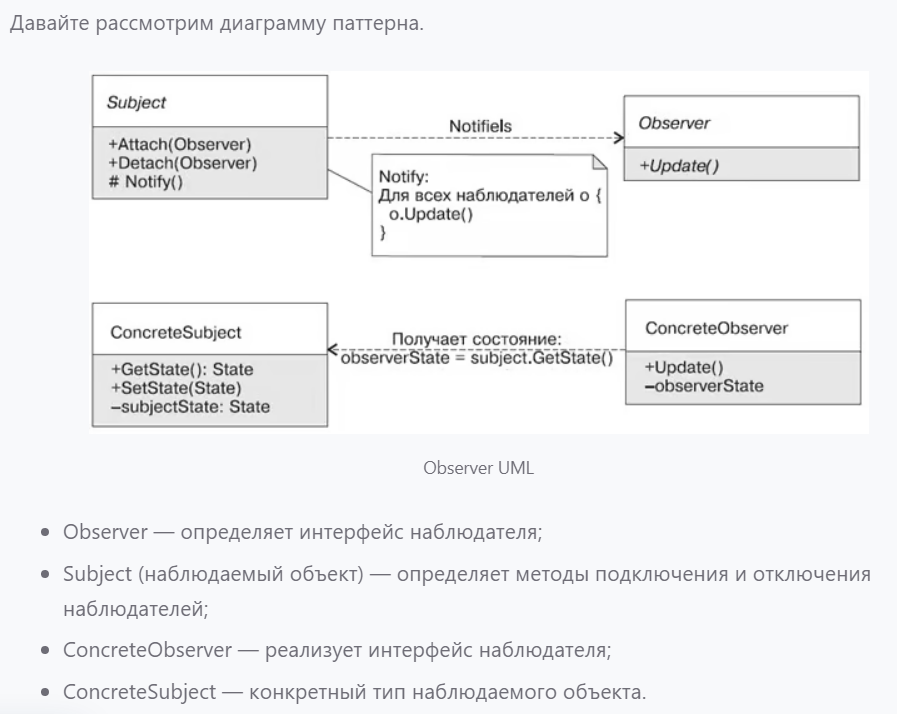 Давайте рассмотрим диаграмму паттерна.
Subject
+Attach(Observer)
+Detach(Observer)
# Notify()
Notifiels
Observer
+Update()
Notify:
Для всех наблюдателей o {
o.Update()
}
ConcreteSubject
+GetState(): State
+SetState(State)
–subjectState: State
Получает состояние:
observerState = subject.GetState()
ConcreteObserver
+Update()
–observerState
Observer UML
• Observer — определяет интерфейс наблюдателя;
• Subject (наблюдаемый объект) — определяет методы подключения и отключения
наблюдателей;
• ConcreteObserver — реализует интерфейс наблюдателя;
• ConcreteSubject — конкретный тип наблюдаемого объекта.